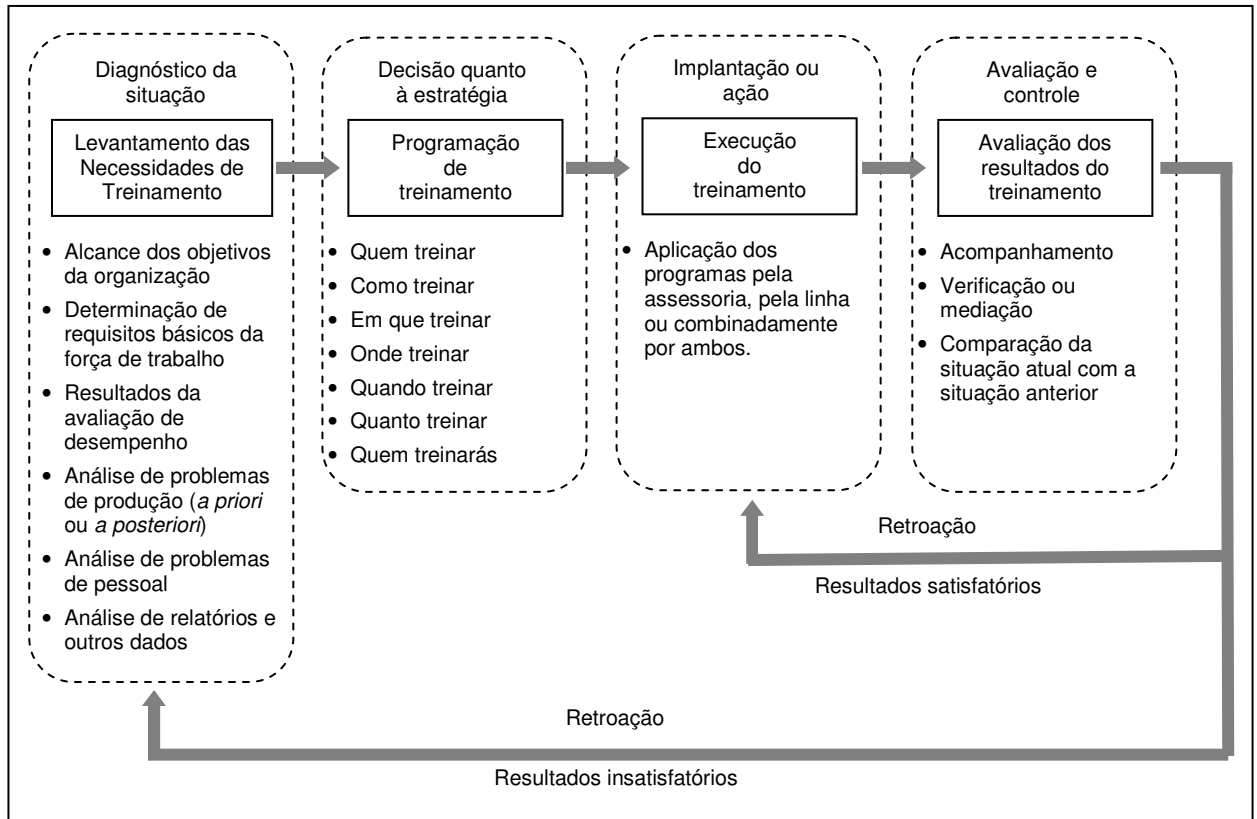 Diagnóstico da
situação
Levantamento das
Necessidades de
Treinamento
• Alcance dos objetivos
da organização
• Determinação de
requisitos básicos da
força de trabalho
• Resultados da
avaliação de
desempenho
• Análise de problemas
de produção (a priori
ou a posteriori)
• Análise de problemas
de pessoal
• Análise de relatórios e
outros dados
Decisão quanto
à estratégia
Programação
de
treinamento
• Quem treinar
• Como treinar
• Em que treinar
• Onde treinar
• Quando treinar
• Quanto treinar
• Quem treinarás
Implantação ou
ação
Execução
do
treinamento
• Aplicação dos
programas pela
assessoria, pela linha
ou combinadamente
por ambos.
Avaliação e
controle
Avaliação dos
resultados do
treinamento
• Acompanhamento
• Verificação ou
mediação
• Comparação da
situação atual com a
situação anterior
Retroação
Resultados satisfatórios
Retroação
Resultados insatisfatórios